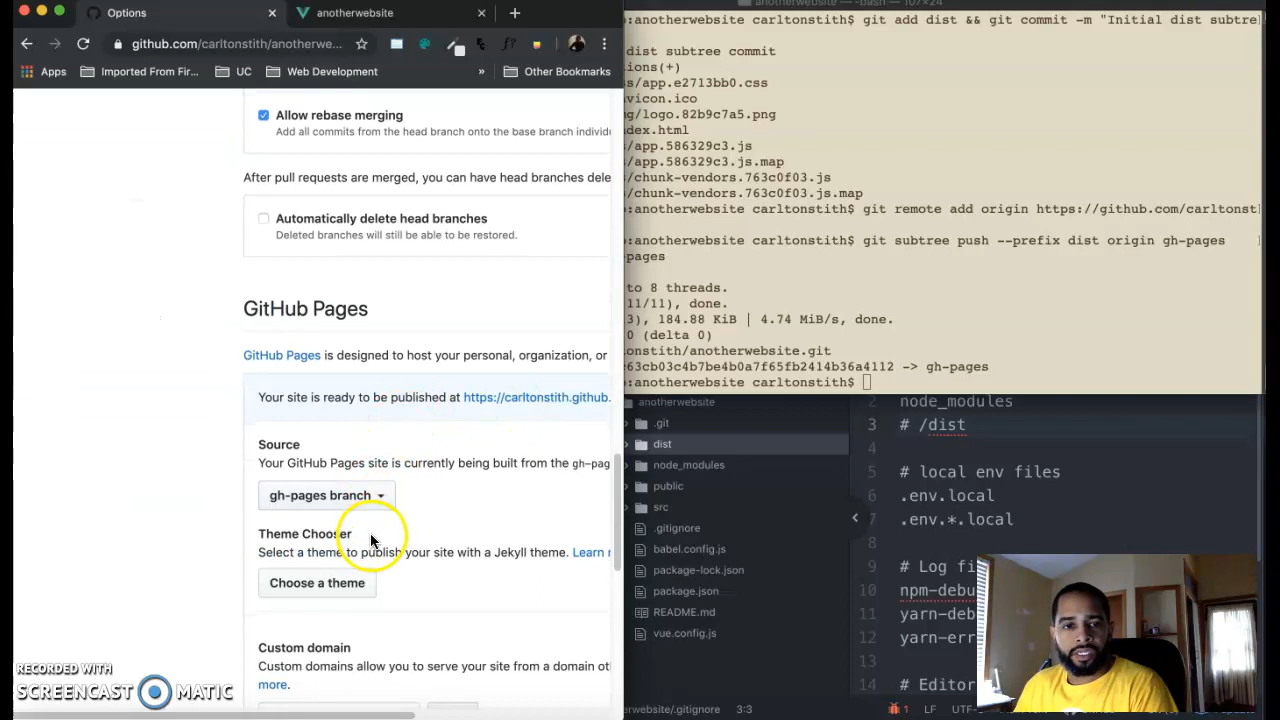 Options
anotherwebsite
github.com/carltonstith/anotherwe...
Apps
Imported From Fir...
UC
Web Development
»
Other Bookmarks
Allow rebase merging
Add all commits from the head branch onto the base branch individ
After pull requests are merged, you can have head branches dele
Automatically delete head branches
Deleted branches will still be able to be restored.
GitHub Pages
GitHub Pages is designed to host your personal, organization, or
Your site is ready to be published at https://carltonstith.github.
Source
Your GitHub Pages site is currently being built from the gh-pag
gh-pages branch
Theme Chooser
Select a theme to publish your site with a Jekyll theme. Learn
Choose a theme
Custom domain
Custom domains allow you to serve your site from a domain ot
more.
RECORDED WITH
SCREENCAST MATIC
:anotherwebsite carltonstith$ git add dist && git commit -m "Initial dist subtre
dist subtree commit
ions(+)
s/app.e2713bb0.css
avicon.ico
g/logo.82b9c7a5.png
ndex.html
s/app.586329c3.js
s/app.586329c3.js.map
s/chunk-vendors.763c0f03.js
s/chunk-vendors.763c0f03.js.map
:anotherwebsite carltonstith$ git remote add origin https://github.com/carltonst
:anotherwebsite carltonstith$ git subtree push --prefix dist origin gh-pages
-pages
to 8 threads.
11/11), done.
3), 184.88 KiB | 4.74 MiB/s, done.
0 (delta 0)
tonstith/anotherwebsite.git
c63cb03c4b7be4b0a7f65fb2414b36a4112 -> gh-pages
:anotherwebsite carltonstith$
anotherwebsite
.git
dist
node_modules
public
src
.gitignore
babel.config.js
package-lock.json
package.json
README.md
vue.config.js
2 node_modules
3 # /dist
4
5 # local env files
6 .env.local
7 .env.*.local
8
9 # Log fi
10 npm-debu
11 yarn-deb
12 yarn-err
13
14 # Editor
website/.gitignore 3:3
1 LF UTF-